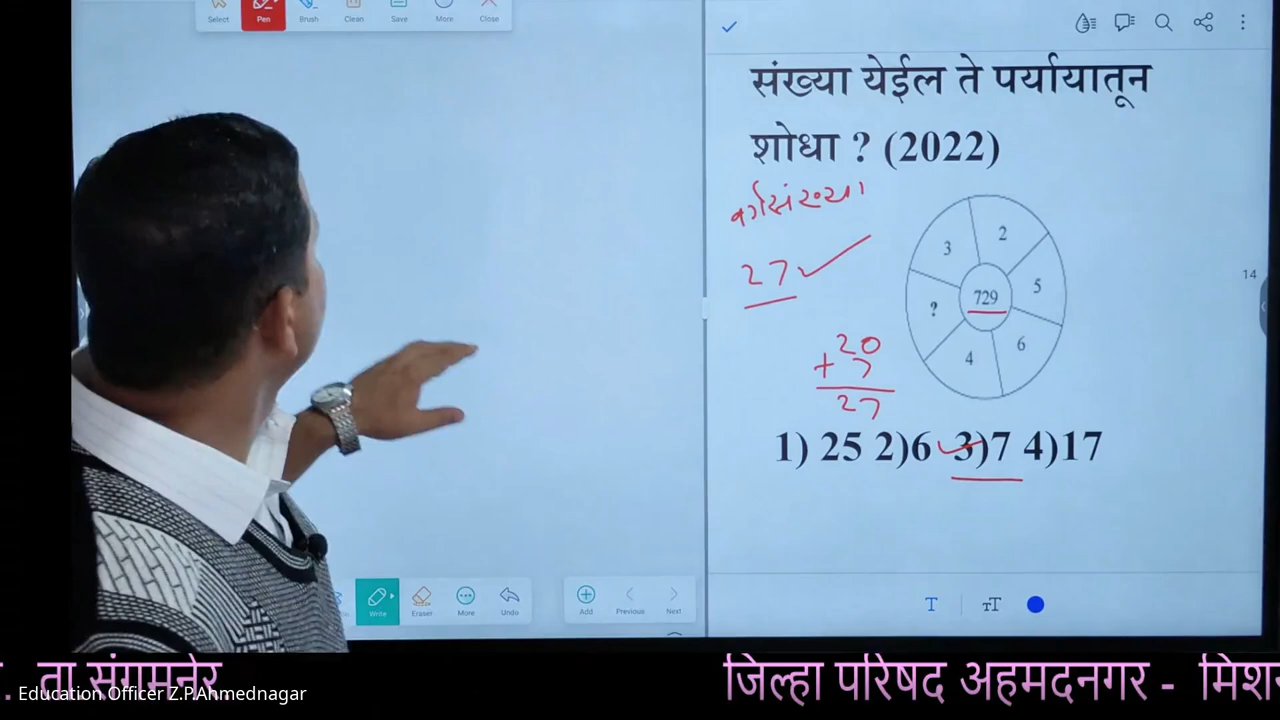 Select Pen Brush Clean Save More Close
संख्या येईल ते पर्यायातून
शोधा ? (2022)
वर्गसंख्या
27
3 2
5
?
729
6
4
14
20
+ 7
27
1) 25 2)6 3)7 4)17
Write Eraser More Undo Add Previous Next
T TT
. ता संगमनेर
जिल्हा परिषद अहमदनगर - मिशन
Education Officer Z.P.Ahmednagar